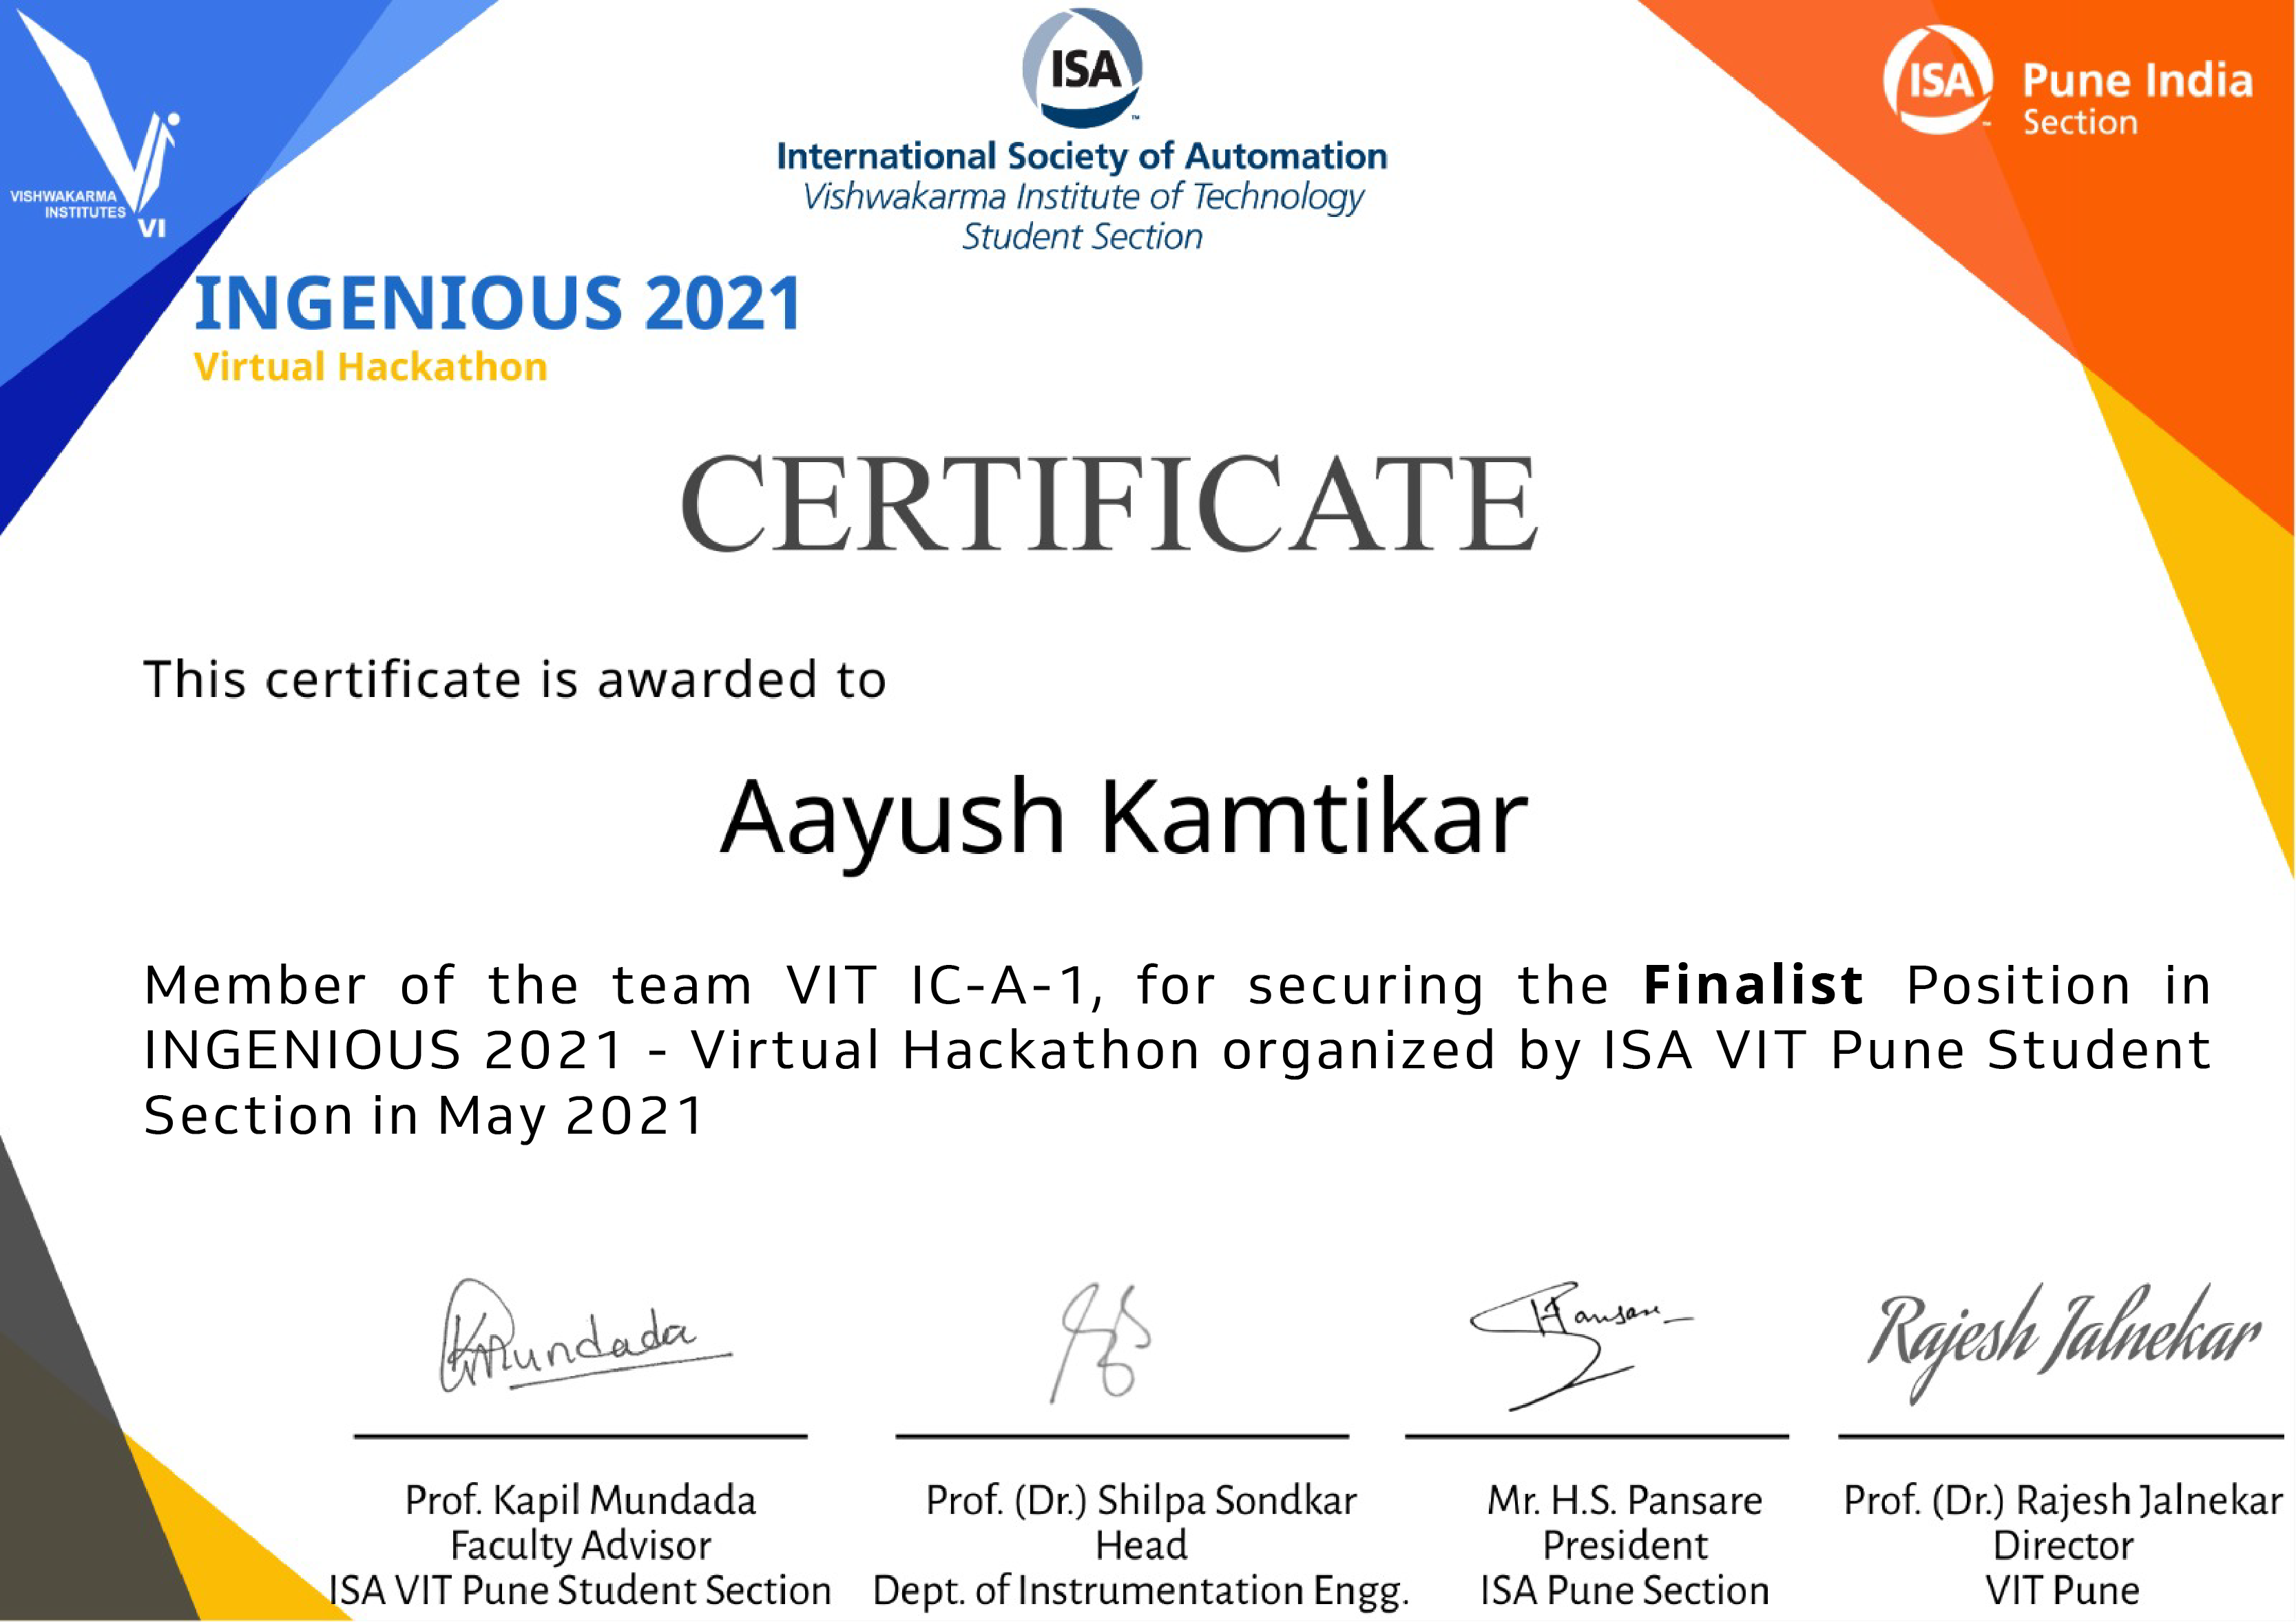 ISA
™
International Society of Automation
Vishwakarma Institute of Technology
Student Section
ISA
Pune India
Section
VISHWAKARMA
INSTITUTES
VI
INGENIOUS 2021
Virtual Hackathon
CERTIFICATE
This certificate is awarded to
Aayush Kamtikar
Member of the team VIT IC-A-1, for securing the Finalist Position in
INGENIOUS 2021 - Virtual Hackathon organized by ISA VIT Pune Student
Section in May 2021
KMundada
Pansare
Rajesh Jalnekar
Prof. Kapil Mundada
Faculty Advisor
ISA VIT Pune Student Section
Prof. (Dr.) Shilpa Sondkar
Head
Dept. of Instrumentation Engg.
Mr. H.S. Pansare
President
ISA Pune Section
Prof. (Dr.) Rajesh Jalnekar
Director
VIT Pune